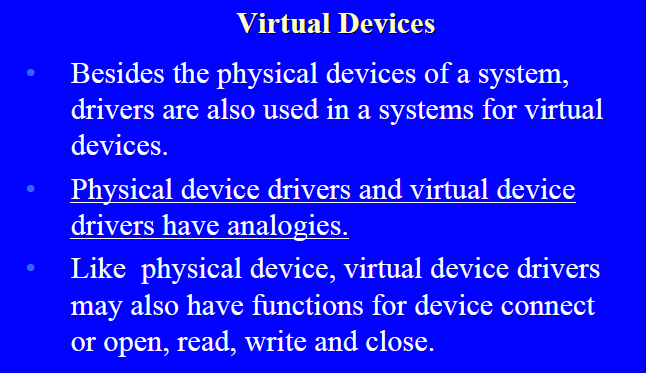 Virtual Devices
• Besides the physical devices of a system,
drivers are also used in a systems for virtual
devices.
• Physical device drivers and virtual device
drivers have analogies.
• Like  physical device, virtual device drivers
may also have functions for device connect
or open, read, write and close.